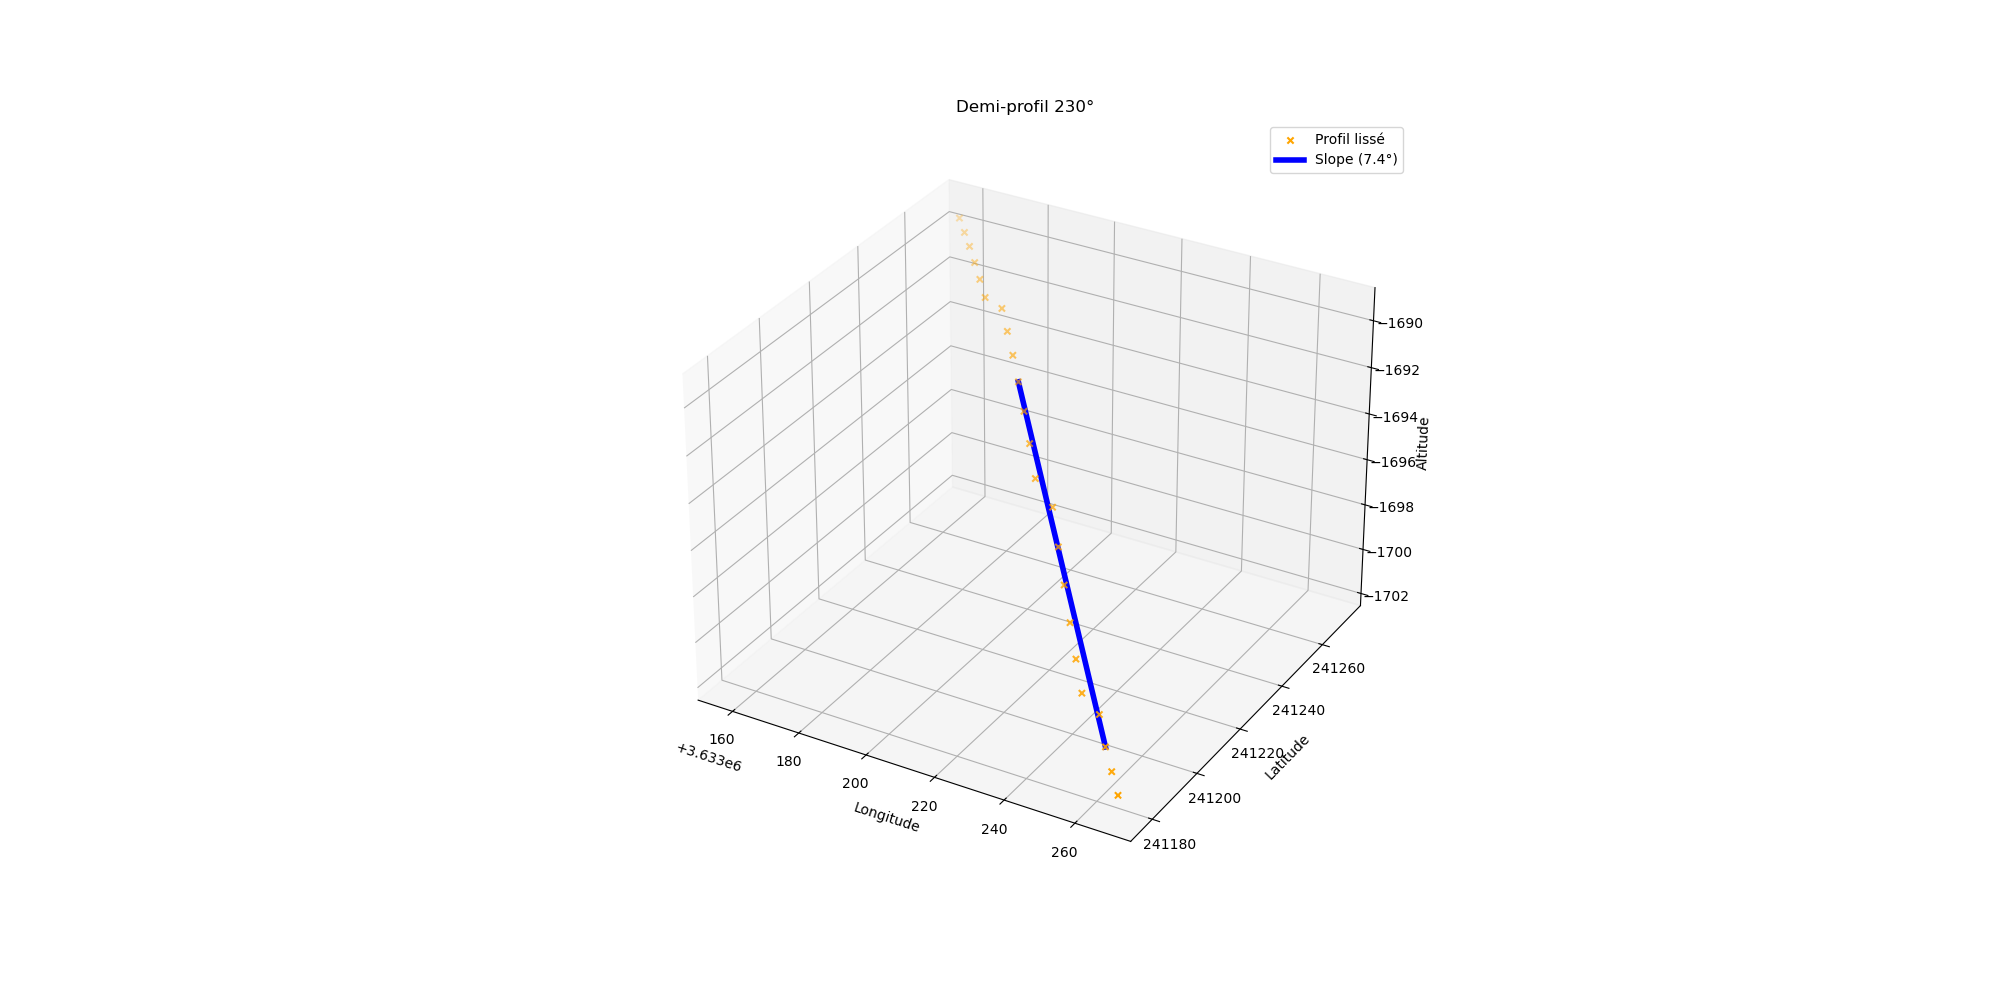 Demi-profil 230°
Profil lissé
Slope (7.4°)
−1690
−1692
−1694
−1696
−1698
−1700
−1702
Altitude
241260
241240
241220
241200
241180
Latitude
160
180
200
220
240
260
+3.633e6
Longitude